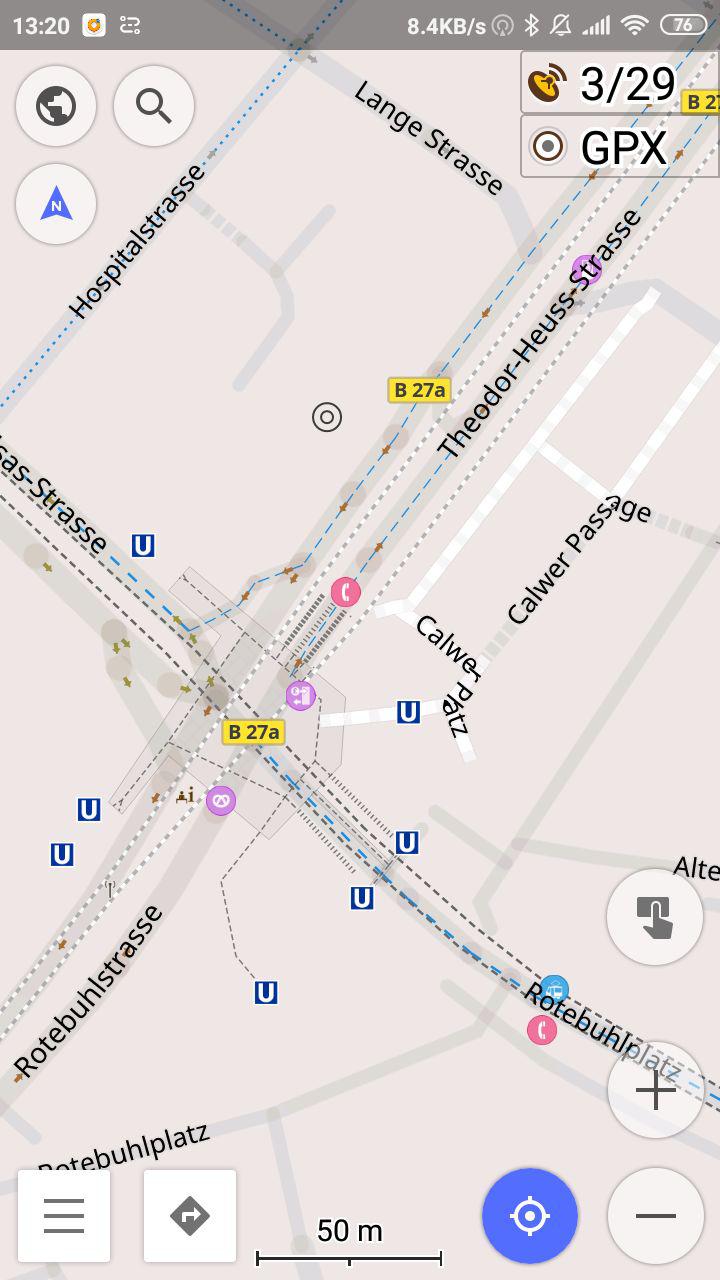 13:20
8.4KB/s
76
3/29
GPX
B 27
Lange Strasse
Hospitalstrasse
Theodor-Heuss-Strasse
B 27a
sas-Strasse
Calwer Passage
U
Calwer
U
B 27a
U
U
U
U
Alte
U
Rotebuhlstrasse
Rotebuhlplatz
Rotebuhlplatz
N
50 m